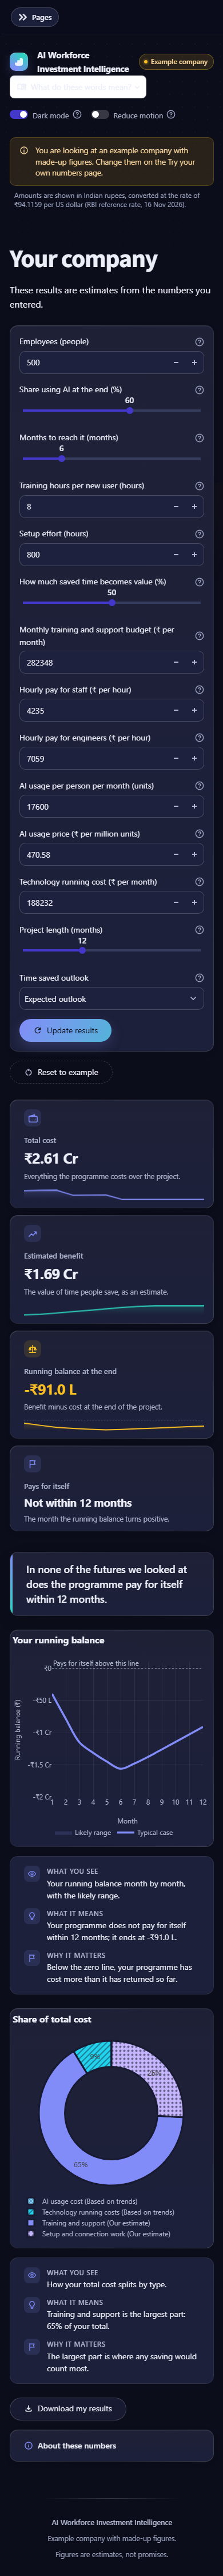 Pages
AI Workforce
Investment Intelligence
Example company
What do these words mean?
Dark mode
Reduce motion
You are looking at an example company with
made-up figures. Change them on the Try your
own numbers page.
Amounts are shown in Indian rupees, converted at the rate of
₹94.1159 per US dollar (RBI reference rate, 16 Nov 2026).
Your company
These results are estimates from the numbers you
entered.
Employees (people)
500
Share using AI at the end (%)
60
Months to reach it (months)
6
Training hours per new user (hours)
8
Setup effort (hours)
800
How much saved time becomes value (%)
50
Monthly training and support budget (₹ per
month)
282348
Hourly pay for staff (₹ per hour)
4235
Hourly pay for engineers (₹ per hour)
7059
AI usage per person per month (units)
17600
AI usage price (₹ per million units)
470.58
Technology running cost (₹ per month)
188232
Project length (months)
12
Time saved outlook
Expected outlook
Update results
Reset to example
Total cost
₹2.61 Cr
Everything the programme costs over the project.
Estimated benefit
₹1.69 Cr
The value of time people save, as an estimate.
Running balance at the end
-₹91.0 L
Benefit minus cost at the end of the project.
Pays for itself
Not within 12 months
The month the running balance turns positive.
In none of the futures we looked at
does the programme pay for itself
within 12 months.
Your running balance
Pays for itself above this line
₹0
-₹50 L
-₹1 Cr
-₹1.5 Cr
-₹2 Cr
Running balance (₹)
1 2 3 4 5 6 7 8 9 10 11 12
Month
Likely range
Typical case
WHAT YOU SEE
Your running balance month by month,
with the likely range.
WHAT IT MEANS
Your programme does not pay for itself
within 12 months; it ends at -₹91.0 L.
WHY IT MATTERS
Below the zero line, your programme has
cost more than it has returned so far.
Share of total cost
9%
65%
AI usage cost (Based on trends)
Technology running costs (Based on trends)
Training and support (Our estimate)
Setup and connection work (Our estimate)
WHAT YOU SEE
How your total cost splits by type.
WHAT IT MEANS
Training and support is the largest part:
65% of your total.
WHY IT MATTERS
The largest part is where any saving would
count most.
Download my results
About these numbers
AI Workforce Investment Intelligence
Example company with made-up figures.
Figures are estimates, not promises.